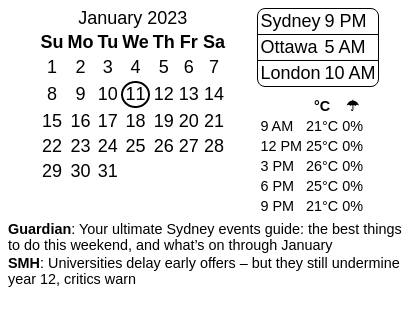 January 2023
Su Mo Tu We Th Fr Sa
1 2 3 4 5 6 7
8 9 10 11 12 13 14
15 16 17 18 19 20 21
22 23 24 25 26 27 28
29 30 31
Sydney 9 PM
Ottawa 5 AM
London 10 AM
°C ☂
9 AM 21°C 0%
12 PM 25°C 0%
3 PM 26°C 0%
6 PM 25°C 0%
9 PM 21°C 0%
Guardian: Your ultimate Sydney events guide: the best things
to do this weekend, and what’s on through January
SMH: Universities delay early offers – but they still undermine
year 12, critics warn